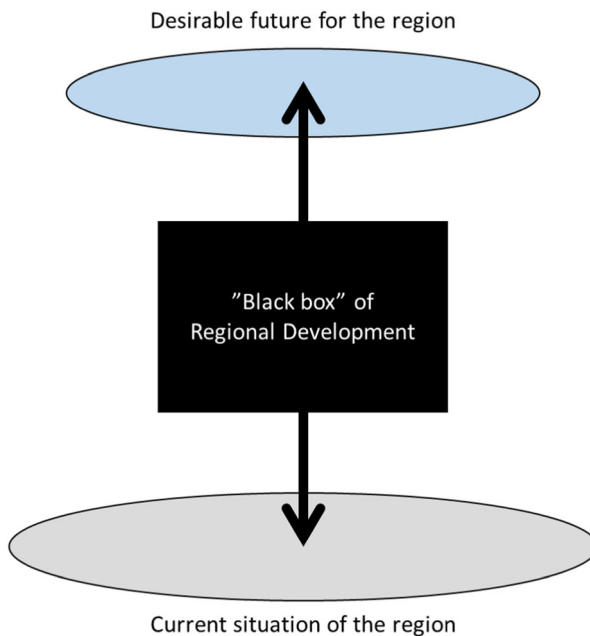 Desirable future for the region
”Black box” of
Regional Development
Current situation of the region